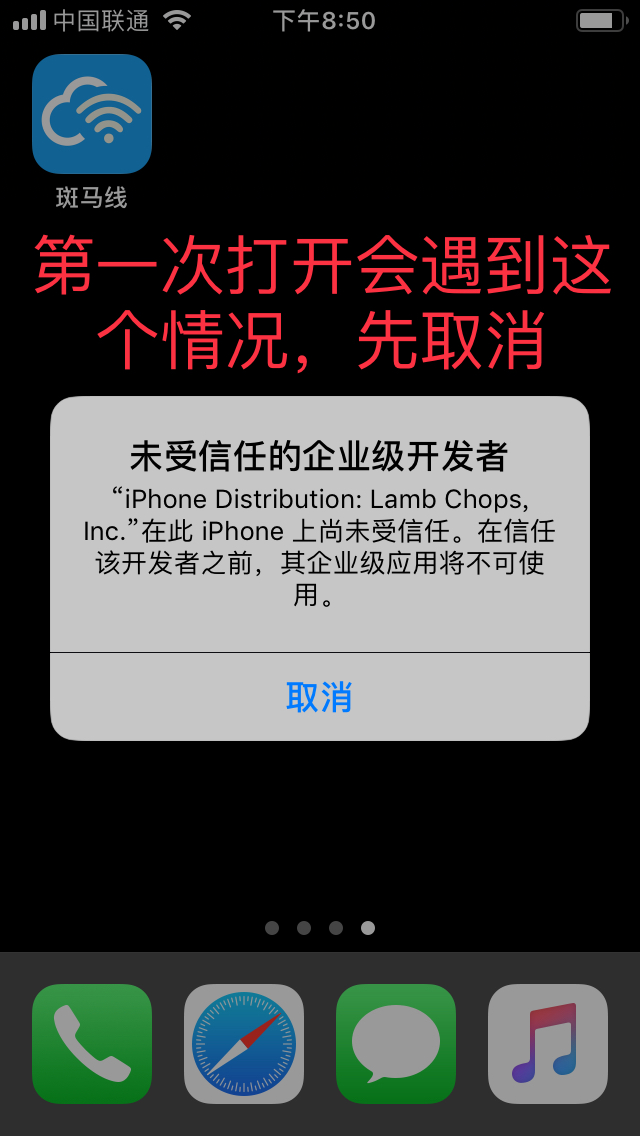 中国联通
下午8:50
斑马线
第一次打开会遇到这
个情况，先取消
未受信任的企业级开发者
“iPhone Distribution: Lamb Chops,
Inc.”在此 iPhone 上尚未受信任。在信任
该开发者之前，其企业级应用将不可使
用。
取消